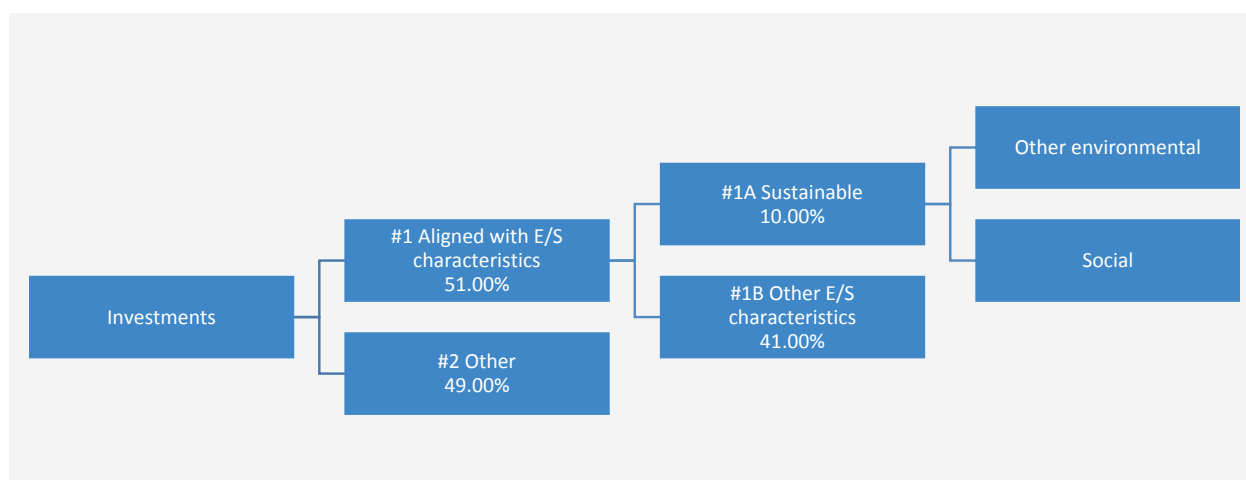 Investments
#1 Aligned with E/S
characteristics
51.00%
#2 Other
49.00%
#1A Sustainable
10.00%
#1B Other E/S
characteristics
41.00%
Other environmental
Social